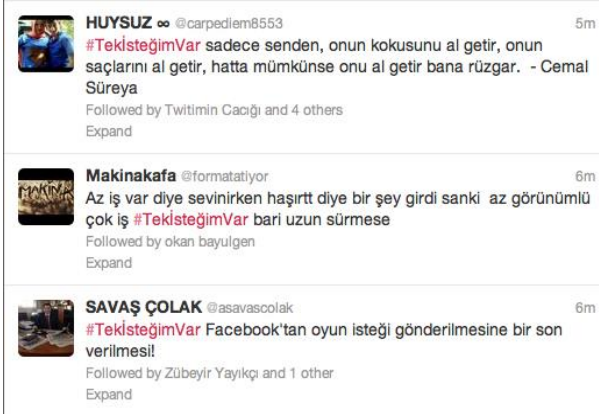 HUYSUZ ∞ @carpediem8553 5m
#TekİsteğimVar sadece senden, onun kokusunu al getir, onun
saçlarını al getir, hatta mümkünse onu al getir bana rüzgar. - Cemal
Süreya
Followed by Twitimin Cacığı and 4 others
Expand
Makinakafa @formatatiyor 6m
Az iş var diye sevinirken haşırtt diye bir şey girdi sanki az görünümlü
çok iş #TekİsteğimVar bari uzun sürmese
Followed by okan bayulgen
Expand
SAVAŞ ÇOLAK @asavascolak 6m
#TekİsteğimVar Facebook'tan oyun isteği gönderilmesine bir son
verilmesi!
Followed by Zübeyir Yayıkçı and 1 other
Expand
MAKİNA